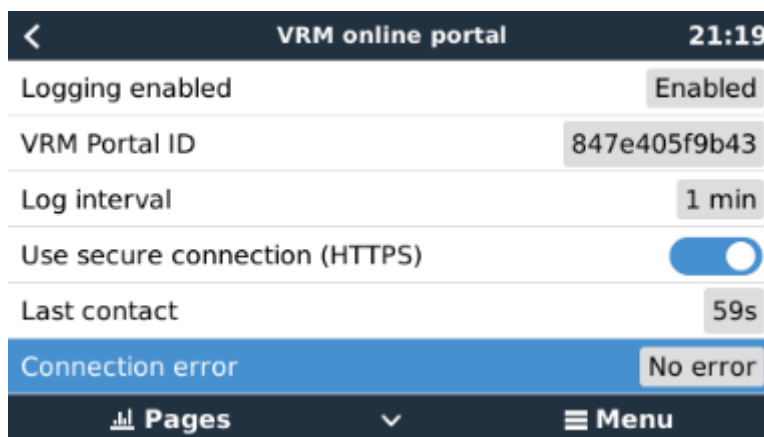 VRM online portal 21:19
Logging enabled Enabled
VRM Portal ID 847e405f9b43
Log interval 1 min
Use secure connection (HTTPS)
Last contact 59s
Connection error No error
Pages Menu